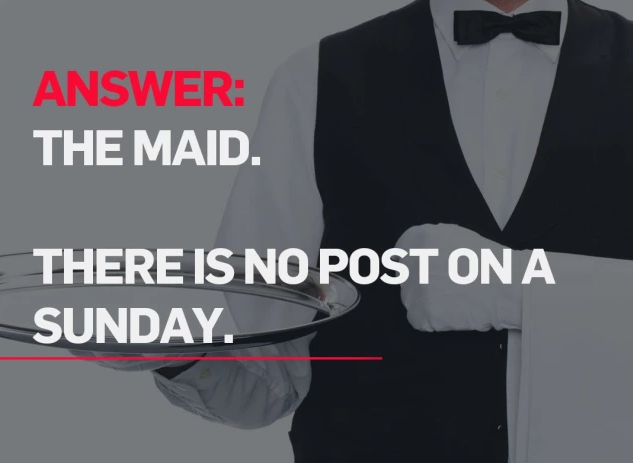 ANSWER:
THE MAID.
THERE IS NO POST ON A
SUNDAY.